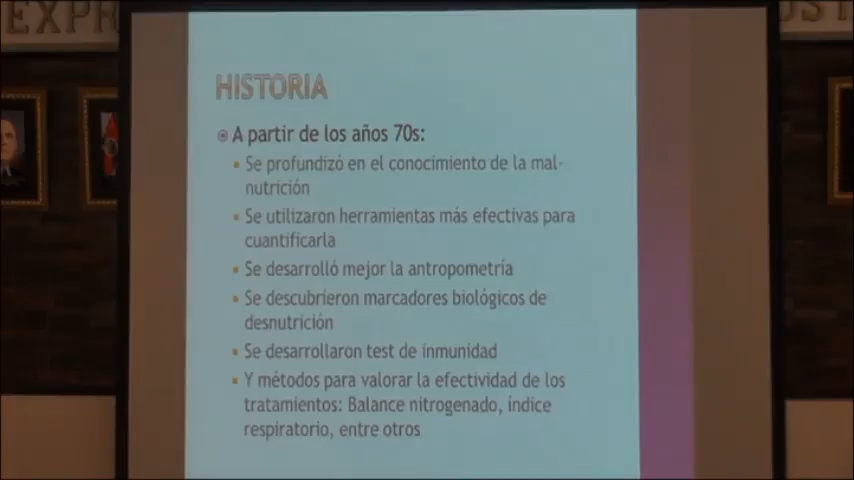 HISTORIA
A partir de los años 70s:
Se profundizó en el conocimiento de la mal-
nutrición
Se utilizaron herramientas más efectivas para
cuantificarla
Se desarrolló mejor la antropometría
Se descubrieron marcadores biológicos de
desnutrición
Se desarrollaron test de inmunidad
Y métodos para valorar la efectividad de los
tratamientos: Balance nitrogenado, índice
respiratorio, entre otros